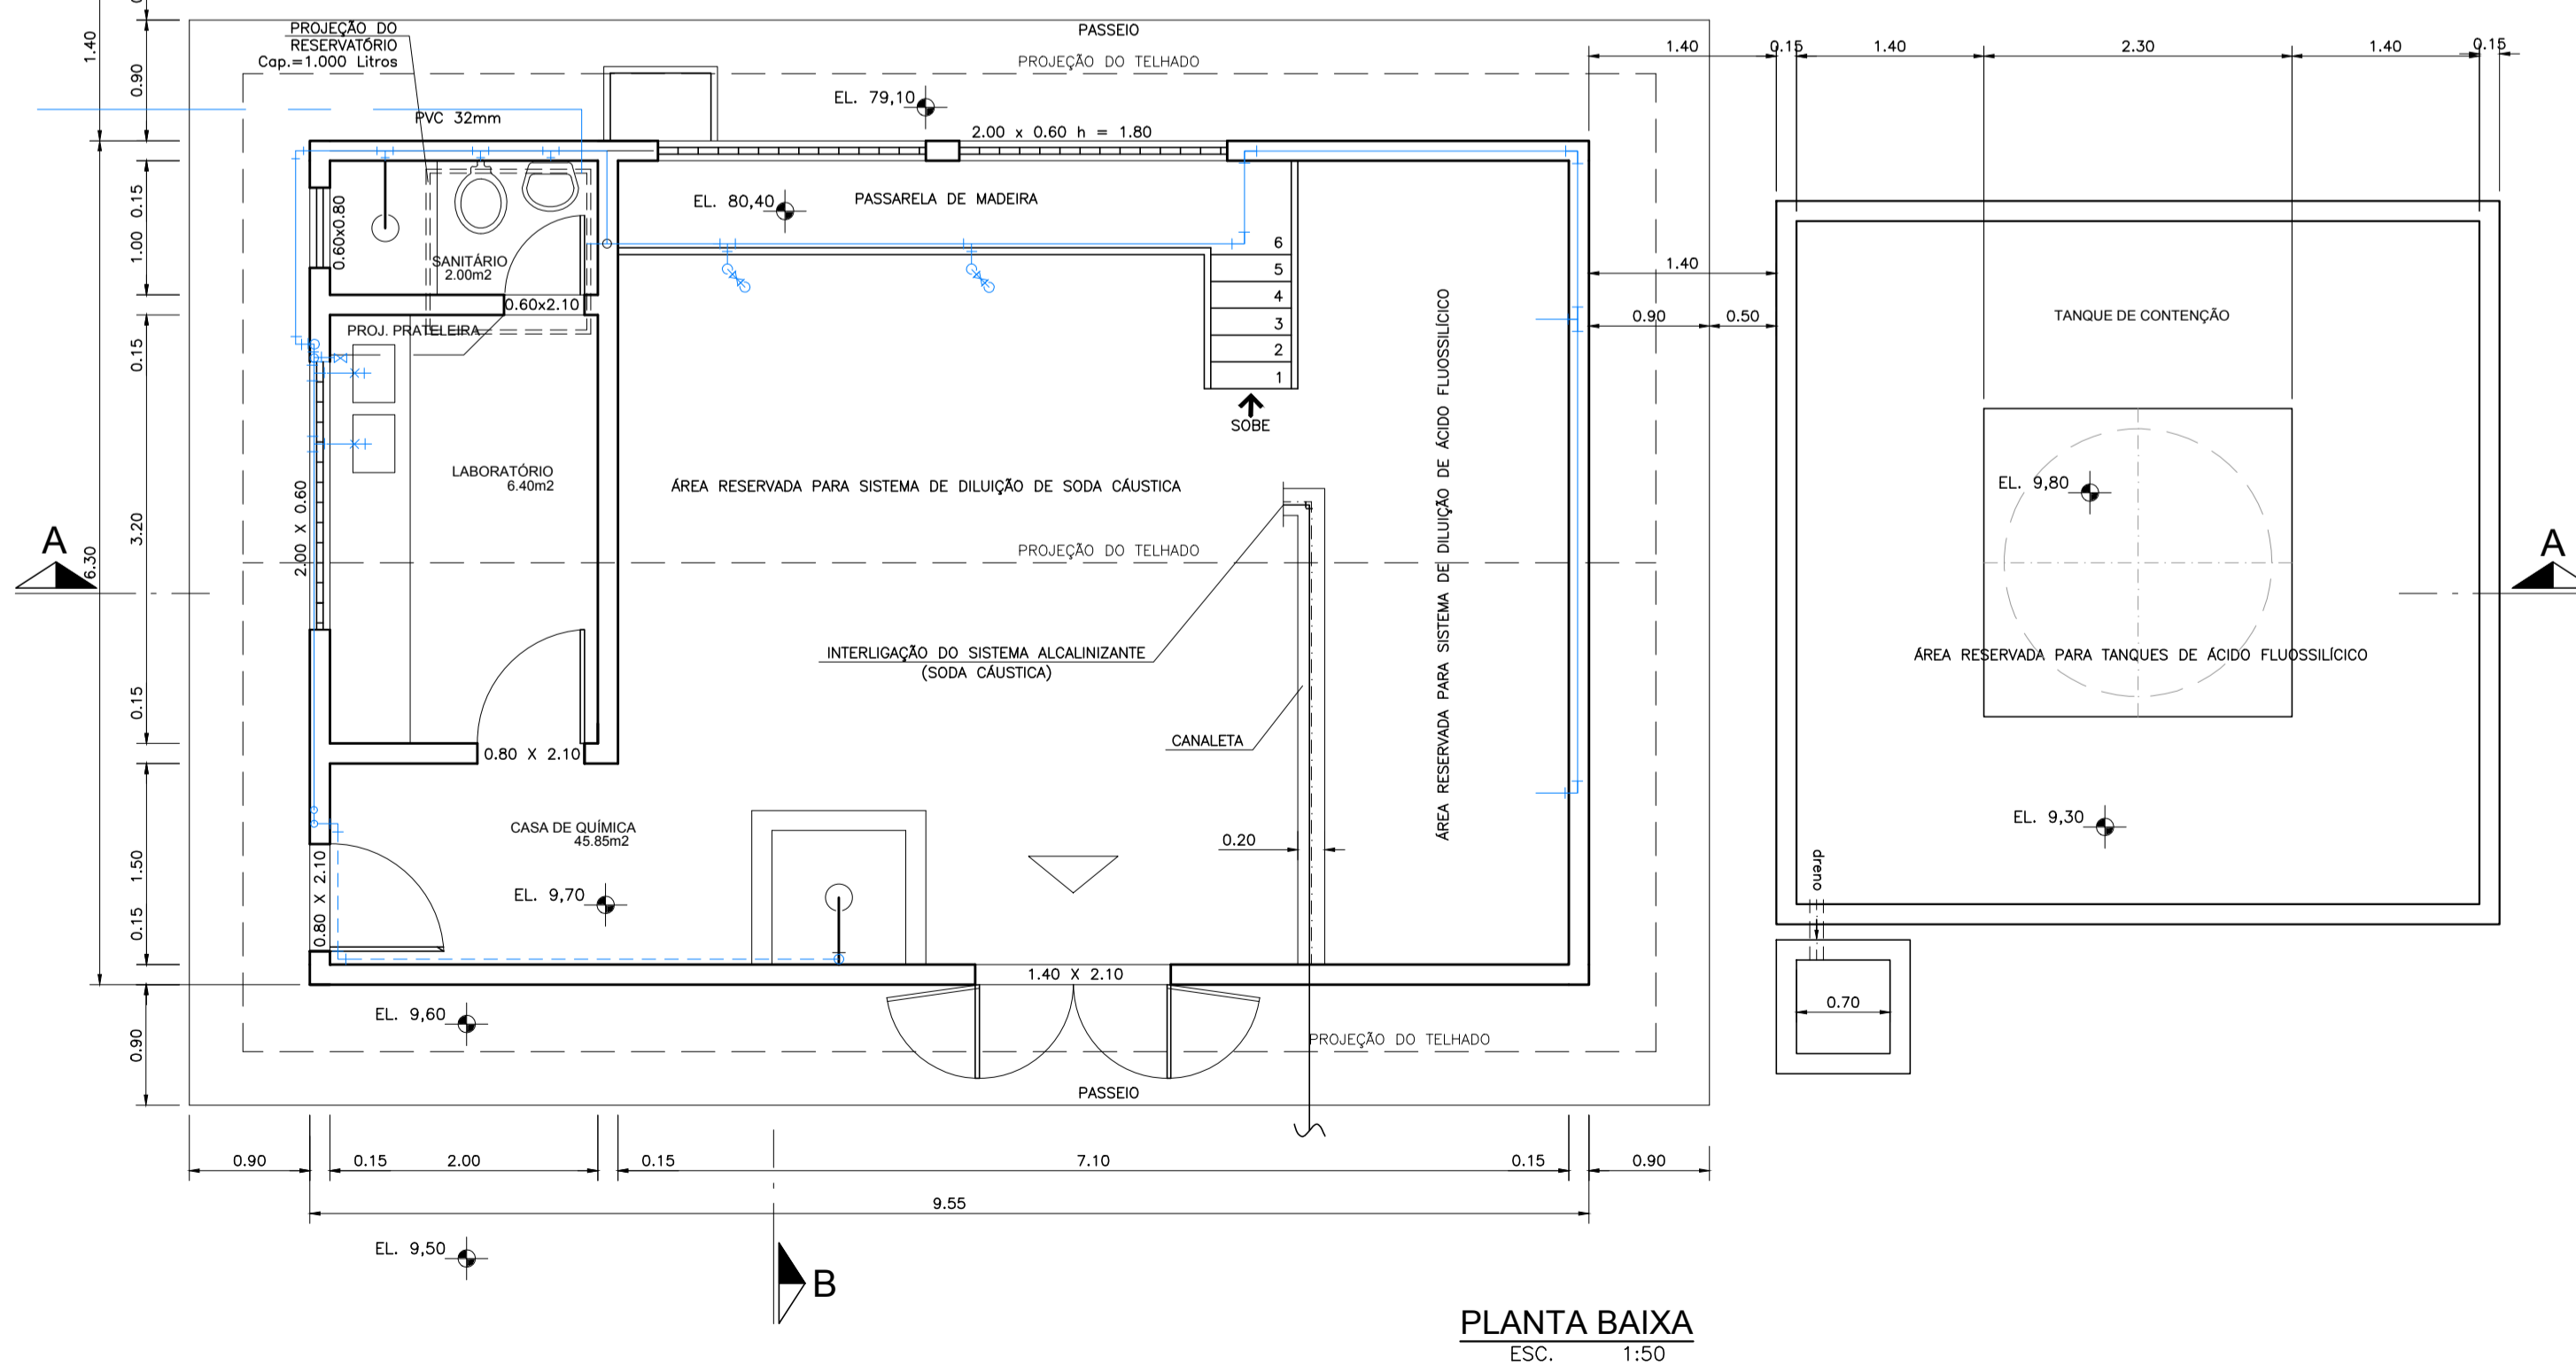 PASSEIO
PROJEÇÃO DO
RESERVATÓRIO
Cap.=1.000 Litros
PROJEÇÃO DO TELHADO
1.40
0.15
1.40
2.30
1.40
0.15
1.40
0.90
EL. 79,10
PVC 32mm
2.00 x 0.60 h = 1.80
EL. 80,40
PASSARELA DE MADEIRA
0.60x0.80
0.15
1.00
SANITÁRIO
2.00m2
0.60x2.10
PROJ. PRATELEIRA
6
5
4
3
2
1
SOBE
1.40
0.90
0.50
TANQUE DE CONTENÇÃO
0.15
LABORATÓRIO
6.40m2
ÁREA RESERVADA PARA SISTEMA DE DILUIÇÃO DE SODA CÁUSTICA
ÁREA RESERVADA PARA SISTEMA DE DILUIÇÃO DE ÁCIDO FLUOSSILÍCICO
EL. 9,80
A
6.30
3.20
2.00 X 0.60
PROJEÇÃO DO TELHADO
A
INTERLIGAÇÃO DO SISTEMA ALCALINIZANTE
(SODA CÁUSTICA)
ÁREA RESERVADA PARA TANQUES DE ÁCIDO FLUOSSILÍCICO
0.15
0.80 X 2.10
CANALETA
CASA DE QUÍMICA
45.85m2
0.20
EL. 9,30
dreno
1.50
0.80 X 2.10
EL. 9,70
0.15
1.40 X 2.10
0.70
EL. 9,60
0.90
PROJEÇÃO DO TELHADO
PASSEIO
0.90
0.15
2.00
0.15
7.10
0.15
0.90
9.55
EL. 9,50
B
PLANTA BAIXA
ESC. 1:50